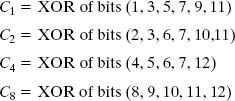 C₁ = XOR of bits (1, 3, 5, 7, 9, 11)
C₂ = XOR of bits (2, 3, 6, 7, 10,11)
C₄ = XOR of bits (4, 5, 6, 7, 12)
C₈ = XOR of bits (8, 9, 10, 11, 12)